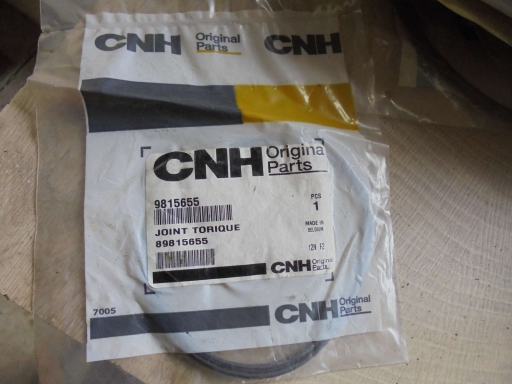 CNH Original Parts CNH
CNH Original Parts
9815655
PCS
1
JOINT TORIQUE
89815655
MADE IN
BELGIUM
CNH Original Parts
7005
CNH Original Parts